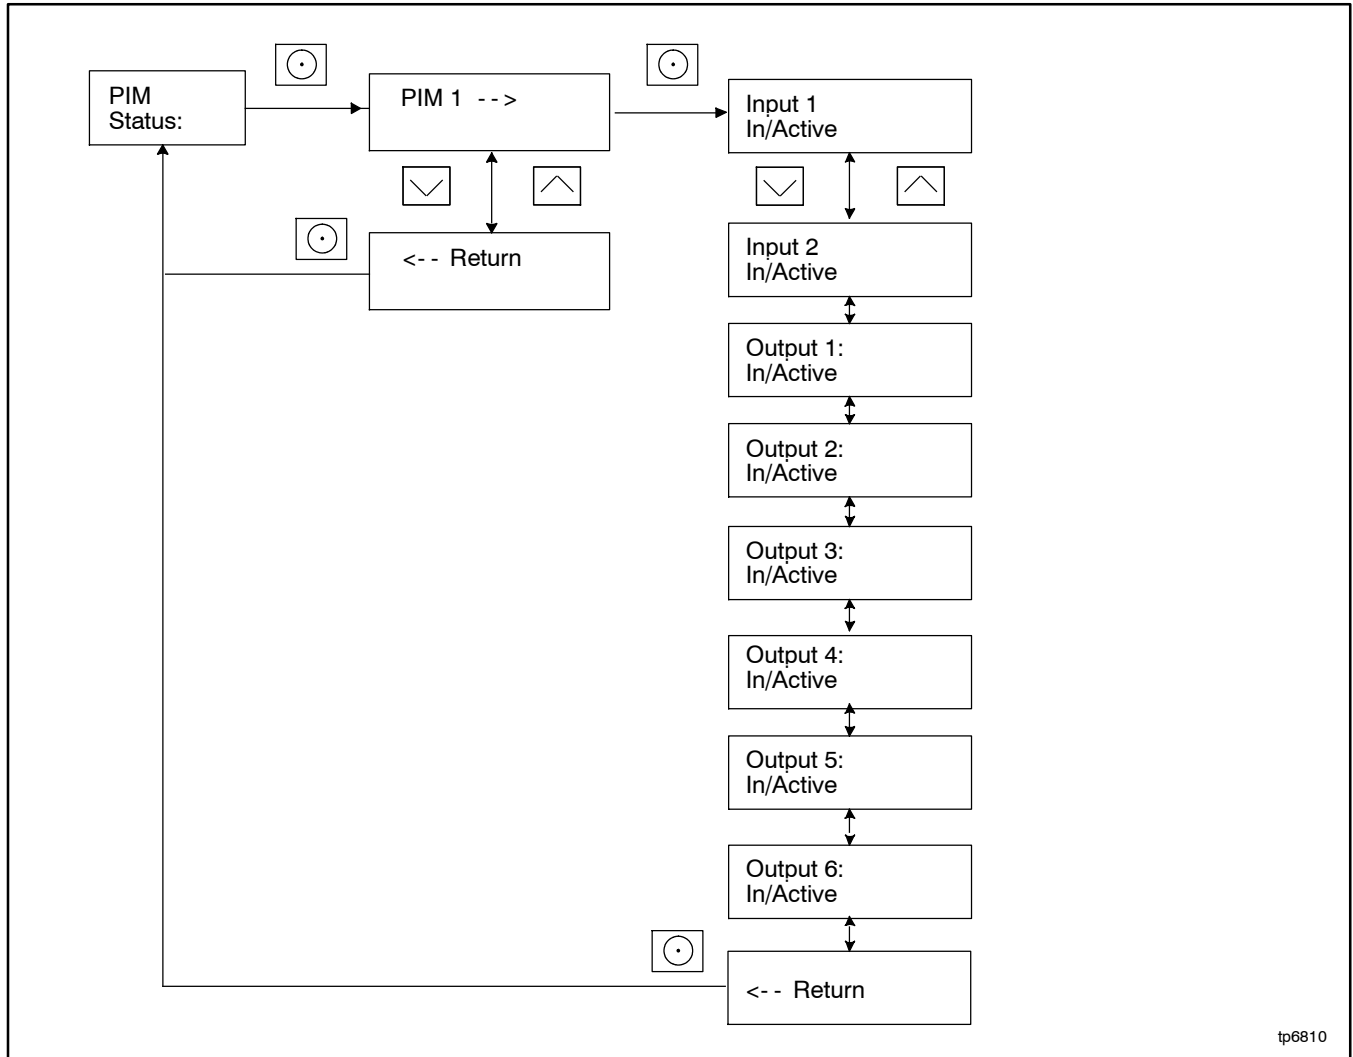 PIM
Status:
PIM 1 - - >
<- - Return
Input 1
In/Active
Input 2
In/Active
Output 1:
In/Active
Output 2:
In/Active
Output 3:
In/Active
Output 4:
In/Active
Output 5:
In/Active
Output 6:
In/Active
<- - Return
tp6810